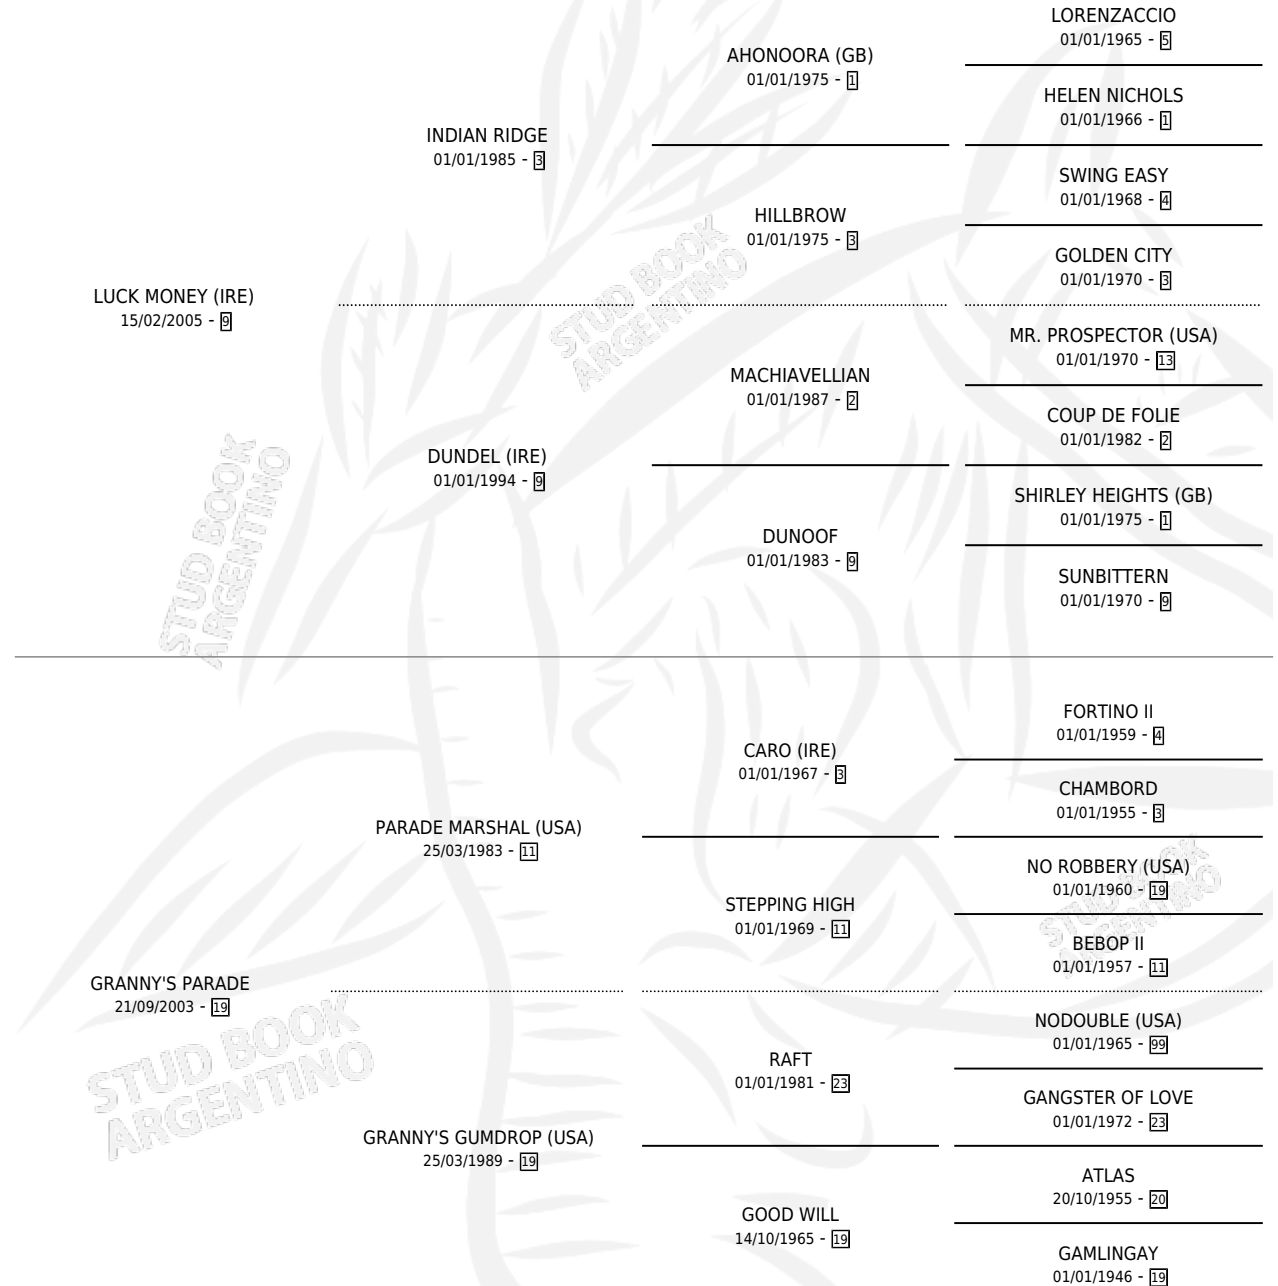 LORENZACCIO
01/01/1965 - 5
AHONOORA (GB)
01/01/1975 - 1
HELEN NICHOLS
01/01/1966 - 1
INDIAN RIDGE
01/01/1985 - 3
SWING EASY
01/01/1968 - 4
HILLBROW
01/01/1975 - 3
GOLDEN CITY
01/01/1970 - 3
LUCK MONEY (IRE)
15/02/2005 - 9
MR. PROSPECTOR (USA)
01/01/1970 - 13
MACHIAVELLIAN
01/01/1987 - 2
COUP DE FOLIE
01/01/1982 - 2
DUNDEL (IRE)
01/01/1994 - 9
SHIRLEY HEIGHTS (GB)
01/01/1975 - 1
DUNOOF
01/01/1983 - 9
SUNBITTERN
01/01/1970 - 9
FORTINO II
01/01/1959 - 4
CARO (IRE)
01/01/1967 - 3
CHAMBORD
01/01/1955 - 3
PARADE MARSHAL (USA)
25/03/1983 - 11
NO ROBBERY (USA)
01/01/1960 - 19
STEPPING HIGH
01/01/1969 - 11
BEBOP II
01/01/1957 - 11
GRANNY'S PARADE
21/09/2003 - 19
NODOUBLE (USA)
01/01/1965 - 99
RAFT
01/01/1981 - 23
GANGSTER OF LOVE
01/01/1972 - 23
GRANNY'S GUMDROP (USA)
25/03/1989 - 19
ATLAS
20/10/1955 - 20
GOOD WILL
14/10/1965 - 19
GAMLINGAY
01/01/1946 - 19
STUD BOOK
ARGENTINO
STUD BOOK
ARGENTINO
STUD BOOK
ARGENTINO
STUD BOOK
ARGENTINO